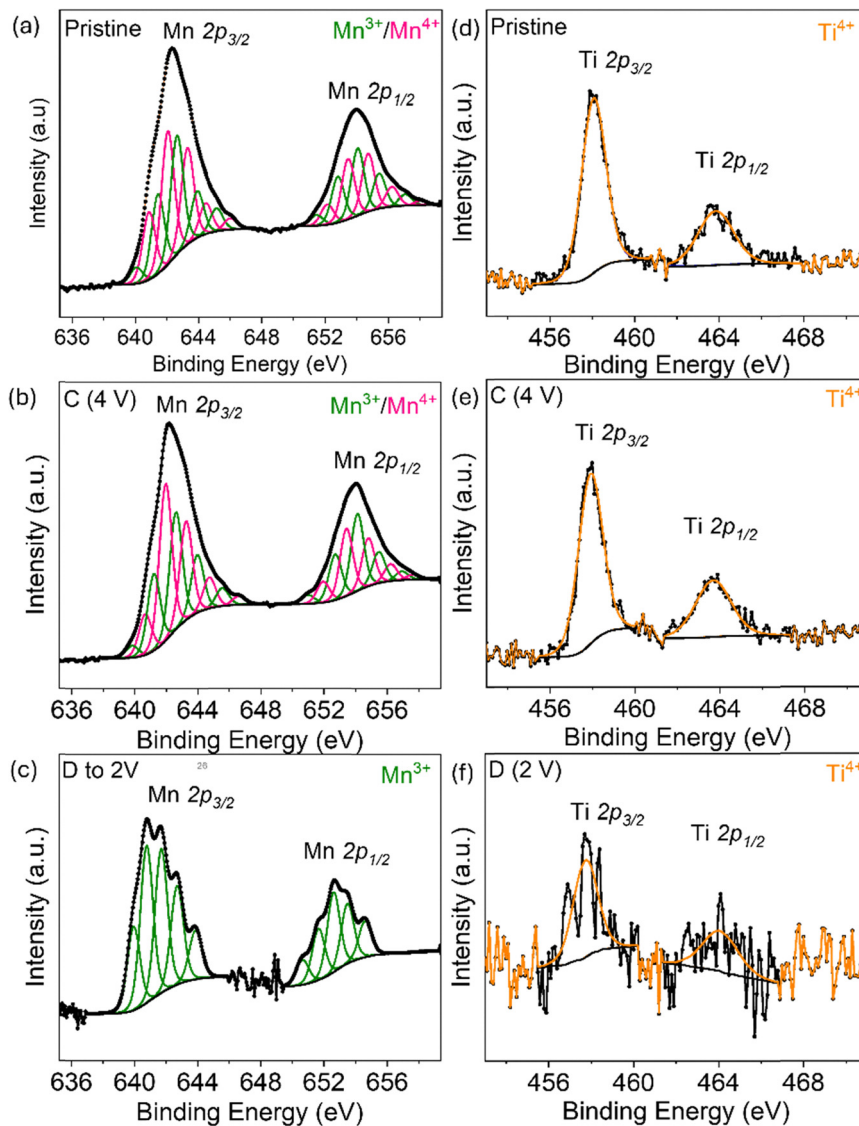 (a)
Pristine
Mn 2p3/2
Mn3+/Mn4+
Mn 2p1/2
Intensity (a.u)
636 640 644 648 652 656
Binding Energy (eV)
(d)
Pristine
Ti4+
Ti 2p3/2
Ti 2p1/2
Intensity (a.u.)
456 460 464 468
Binding Energy (eV)
(b)
C (4 V)
Mn 2p3/2
Mn3+/Mn4+
Mn 2p1/2
Intensity (a.u.)
636 640 644 648 652 656
Binding Energy (eV)
(e)
C (4 V)
Ti4+
Ti 2p3/2
Ti 2p1/2
Intensity (a.u.)
456 460 464 468
Binding Energy (eV)
(c)
D to 2V
Mn3+
Mn 2p3/2
Mn 2p1/2
Intensity (a.u.)
636 640 644 648 652 656
Binding Energy (eV)
(f)
D (2 V)
Ti4+
Ti 2p3/2
Ti 2p1/2
Intensity (a.u.)
456 460 464 468
Binding Energy (eV)